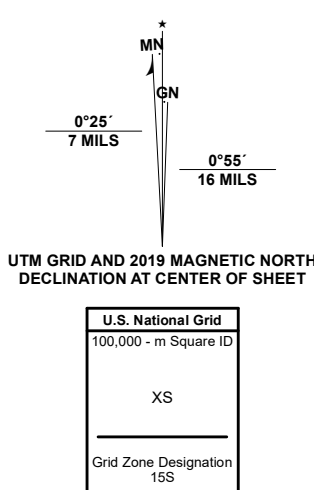 ★
MN
GN
0°25´
7 MILS
0°55´
16 MILS
UTM GRID AND 2019 MAGNETIC NORTH
DECLINATION AT CENTER OF SHEET
U.S. National Grid
100,000 - m Square ID
XS
Grid Zone Designation
15S